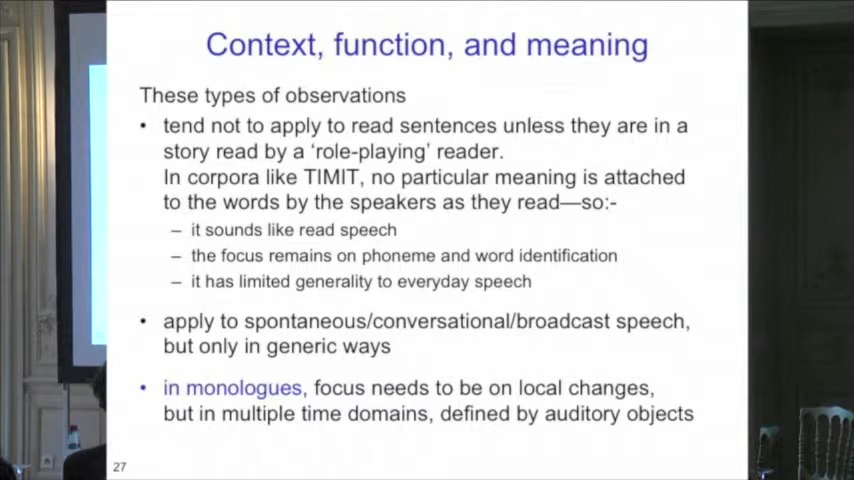 Context, function, and meaning
These types of observations
• tend not to apply to read sentences unless they are in a
story read by a ‘role-playing’ reader.
In corpora like TIMIT, no particular meaning is attached
to the words by the speakers as they read—so:-
– it sounds like read speech
– the focus remains on phoneme and word identification
– it has limited generality to everyday speech
• apply to spontaneous/conversational/broadcast speech,
but only in generic ways
• in monologues, focus needs to be on local changes,
but in multiple time domains, defined by auditory objects
27